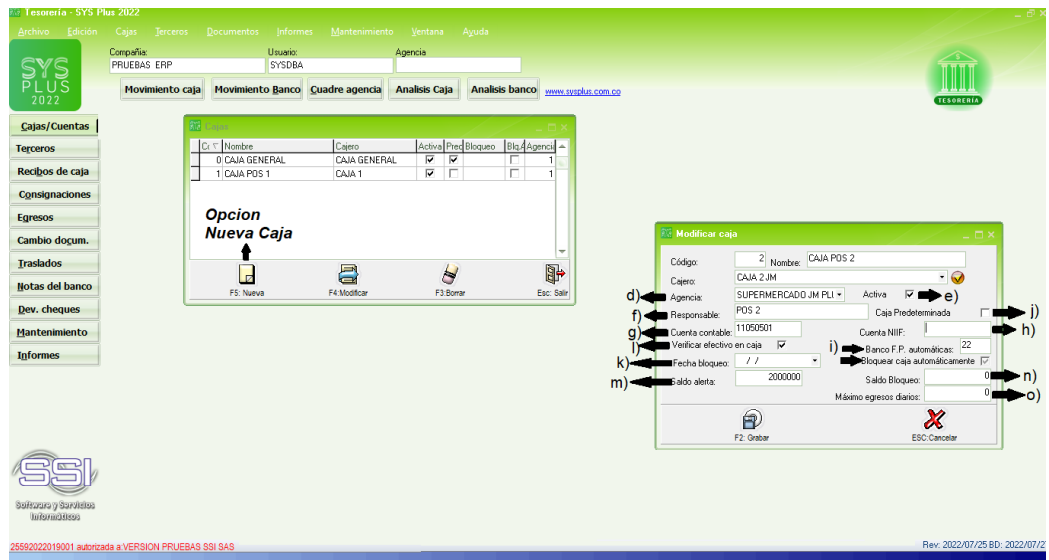 Tesorería - SYS Plus 2022
Archivo Edición Cajas Terceros Documentos Informes Mantenimiento Ventana Ayuda
SYS
PLUS
2022
Compañia: Usuario: Agencia
PRUEBAS ERP SYSDBA
Movimiento caja Movimiento Banco Cuadre agencia Analisis Caja Analisis banco www.sysplus.com.co
TESORERÍA
Cajas/Cuentas
Terceros
Recibos de caja
Consignaciones
Egresos
Cambio docum.
Traslados
Notas del banco
Dev. cheques
Mantenimiento
Informes
Cajas
Nombre Cajero Activa Pred Bloqueo Blq.A Agencia
0 CAJA GENERAL CAJA GENERAL 1
1 CAJA POS 1 CAJA 1 1
Opcion
Nueva Caja
F5: Nueva F4:Modificar F3:Borrar Esc: Salir
Modificar caja
Código: 2 Nombre: CAJA POS 2
Cajero: CAJA 2 JM
d) Agencia: SUPERMERCADO JM PLI Activa e)
f) Responsable: POS 2 Caja Predeterminada j)
g) Cuenta contable: 11050501 Cuenta NIIF: h)
l) Verificar efectivo en caja i) Banco F.P. automáticas: 22
k) Fecha bloqueo: / / Bloquear caja automáticamente
m) Saldo alerta: 2000000 Saldo Bloqueo: 0 n)
Máximo egresos diarios: 0 o)
F2: Grabar ESC:Cancelar
SSI
Software y Servicios
Informáticos
25592022019001 autorizada a:VERSION PRUEBAS SSI SAS
Rev: 2022/07/25 BD: 2022/07/2